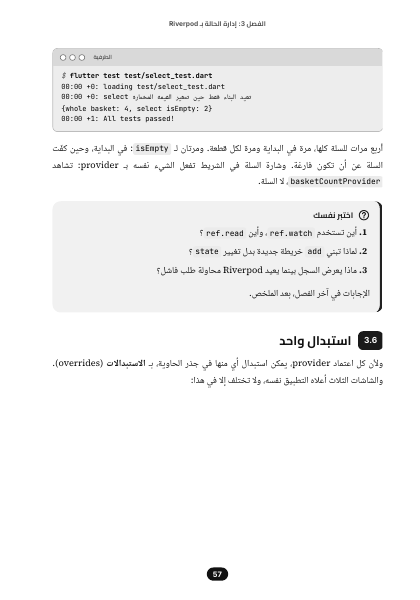 الفصل 3: إدارة الحالة بـ Riverpod
الطرفية
$ flutter test test/select_test.dart
00:00 +0: loading test/select_test.dart
00:00 +0: select تعيد البناء فقط حين تتغير القيمة المختارة
{whole basket: 4, select isEmpty: 2}
00:00 +1: All tests passed!
أربع مرات للسلة كلها، مرة في البداية ومرة لكل قطعة. ومرتان لـ isEmpty: في البداية، وحين كفّت
السلة عن أن تكون فارغة. وشارة السلة في الشريط تفعل الشيء نفسه بـ provider: تشاهد
basketCountProvider، لا السلة.
اختبر نفسك
1. أين تستخدم ref.watch، وأين ref.read؟
2. لماذا تبني add خريطة جديدة بدل تغيير state؟
3. ماذا يعرض السجل بينما يعيد Riverpod محاولة طلب فاشل؟
الإجابات في آخر الفصل، بعد الملخص.
3.6 استبدال واحد
ولأن كل اعتماد provider، يمكن استبدال أي منها في جذر الحاوية، بـ الاستبدالات (overrides).
والشاشات الثلاث أعلاه التطبيق نفسه، ولا تختلف إلا في هذا:
57